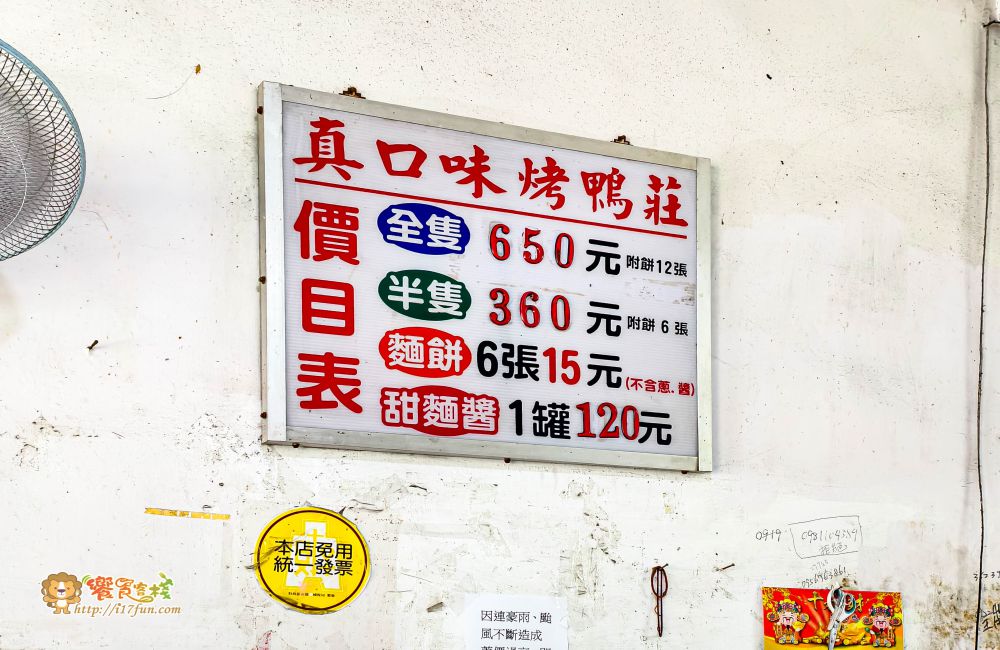 真口味烤鴨莊
價目表
全隻 650元 附餅12張
半隻 360元 附餅 6 張
麵餅 6張15元 (不含蔥.醬)
甜麵醬 1罐120元
本店免用
統一發票
因連豪雨、颱
風不斷造成
饗胃食棧
http://i17fun.com